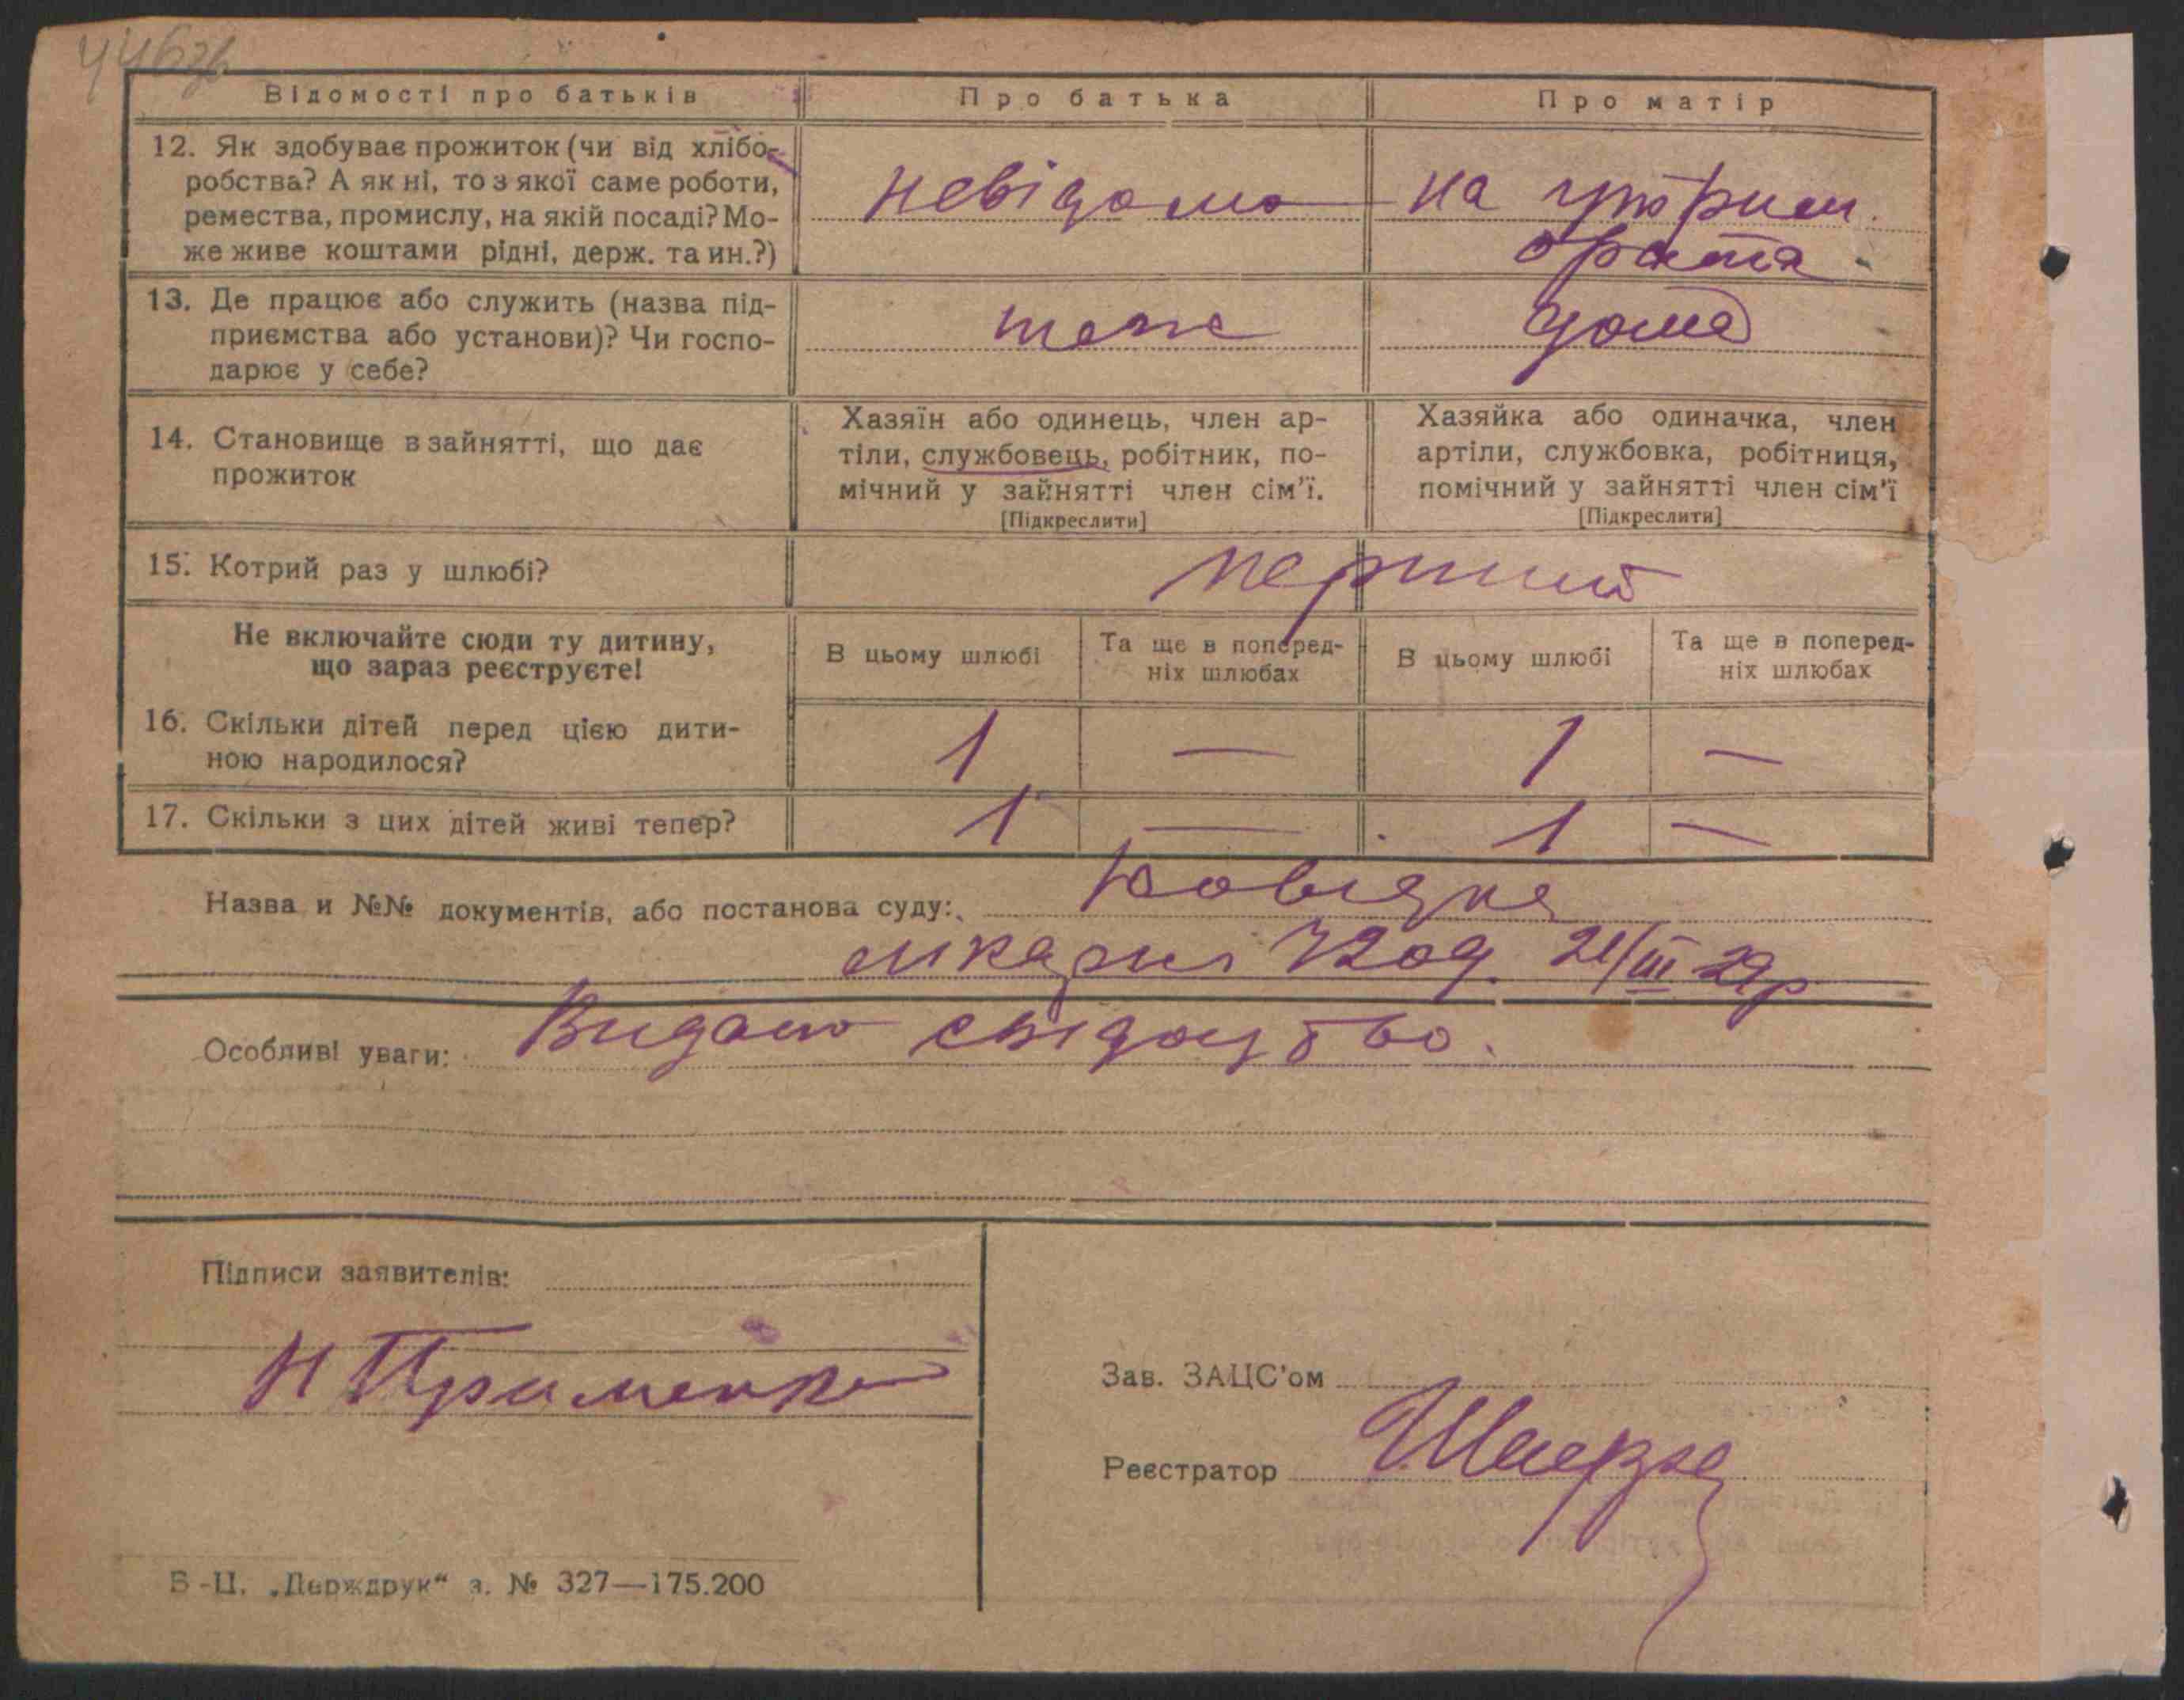 446зв
Відомості про батьків
Про батька
Про матір
12. Як здобуває прожиток (чи від хлібо-
робства? А як ні, то з якої саме роботи,
ремества, промислу, на якій посаді? Мо-
же живе коштами рідні, держ. та ин.?)
невідомо
на утрим.
брата
13. Де працює або служить (назва під-
приємства або установи)? Чи госпо-
дарює у себе?
теж
дома
14. Становище в зайнятті, що дає
прожиток
Хазяїн або одинець, член ар-
тіли, службовець, робітник, по-
мічний у зайнятті член сім'ї.
[Підкреслити]
Хазяйка або одиначка, член
артіли, службовка, робітниця,
помічний у зайнятті член сім'ї
[Підкреслити]
15. Котрий раз у шлюбі?
перший
Не включайте сюди ту дитину,
що зараз реєструєте!
В цьому шлюбі
Та ще в поперед-
ніх шлюбах
В цьому шлюбі
Та ще в поперед-
ніх шлюбах
16. Скільки дітей перед цією дити-
ною народилося?
1 — 1 —
17. Скільки з цих дітей живі тепер?
1 — 1 —
Назва и №№ документів, або постанова суду: Довідка
лікарні 21/III 29р
Особливі уваги: Видано свідоцтво.
Підписи заявителів:
Н
Зав. ЗАЦС'ом
Реєстратор
Б-Ц. „Держдрук“ з. № 327—175.200